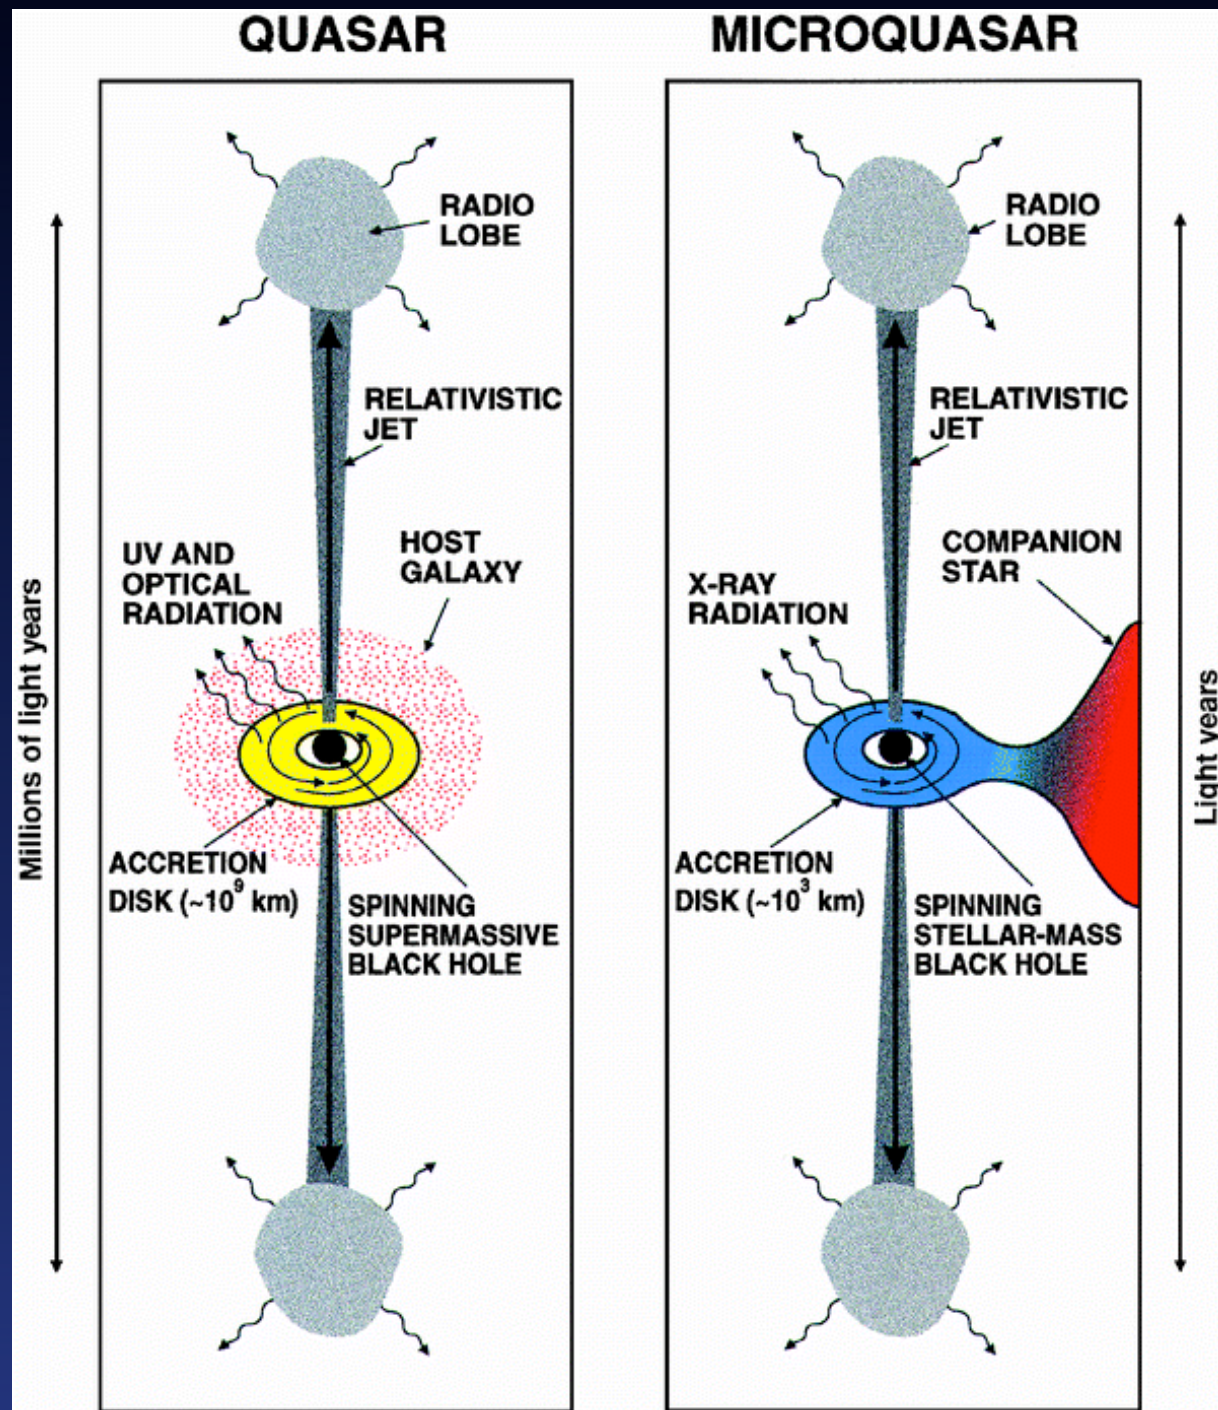 QUASAR
Millions of light years
RADIO
LOBE
RELATIVISTIC
JET
UV AND
OPTICAL
RADIATION
HOST
GALAXY
ACCRETION
DISK (~10⁹ km)
SPINNING
SUPERMASSIVE
BLACK HOLE
MICROQUASAR
RADIO
LOBE
RELATIVISTIC
JET
COMPANION
STAR
X-RAY
RADIATION
ACCRETION
DISK (~10³ km)
SPINNING
STELLAR-MASS
BLACK HOLE
Light years